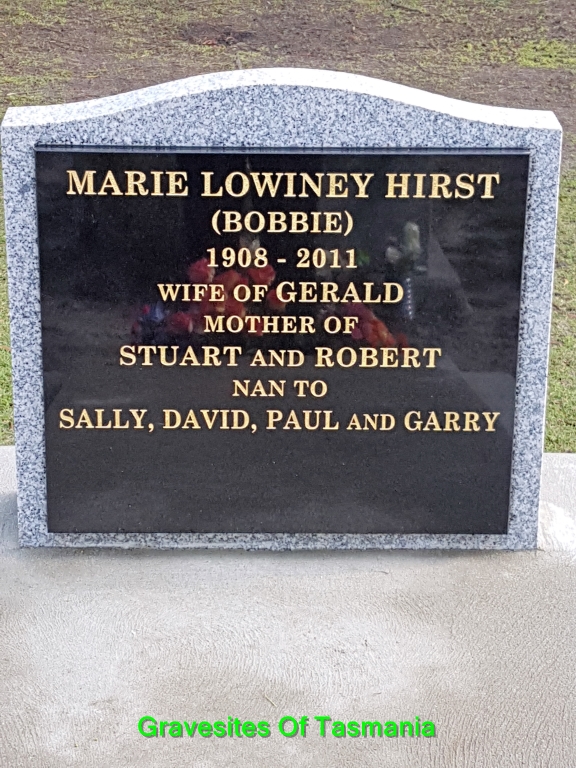 MARIE LOWINEY HIRST
(BOBBIE)
1908 - 2011
WIFE OF GERALD
MOTHER OF
STUART AND ROBERT
NAN TO
SALLY, DAVID, PAUL AND GARRY
Gravesites Of Tasmania